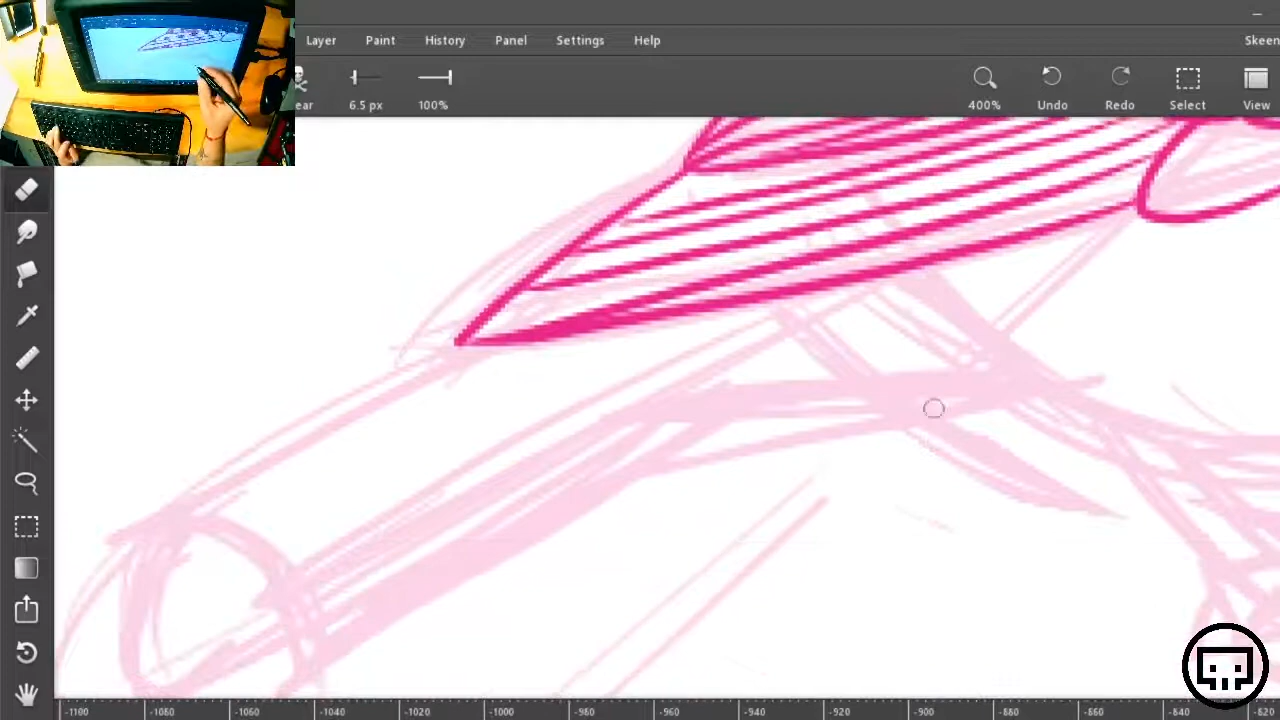 Layer Paint History Panel Settings Help Skeen
ear 6.5 px 100% 400% Undo Redo Select View
-1100 -1080 -1060 -1040 -1020 -1000 -980 -960 -940 -920 -900 -880 -860 -840 -820